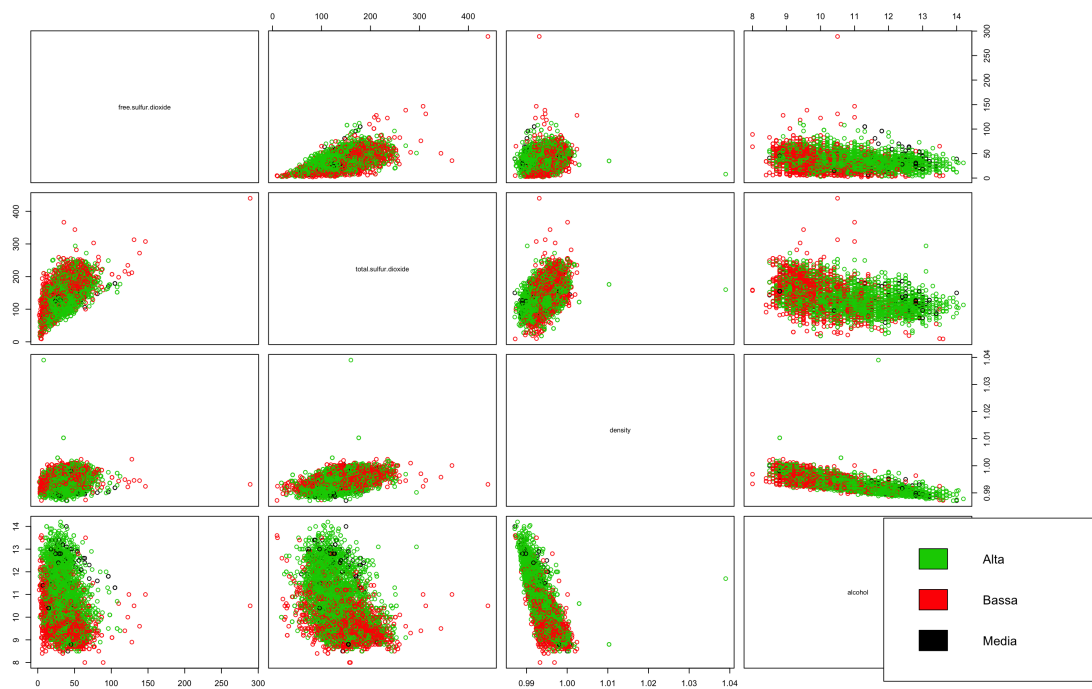 0 100 200 300 400
8 9 10 11 12 13 14
free.sulfur.dioxide
0 50 100 150 200 250 300
0 100 200 300 400
total.sulfur.dioxide
density
0.99 1.00 1.01 1.02 1.03 1.04
8 9 10 11 12 13 14
alcohol
Alta
Bassa
Media
0 50 100 150 200 250 300
0.99 1.00 1.02 1.03 1.04